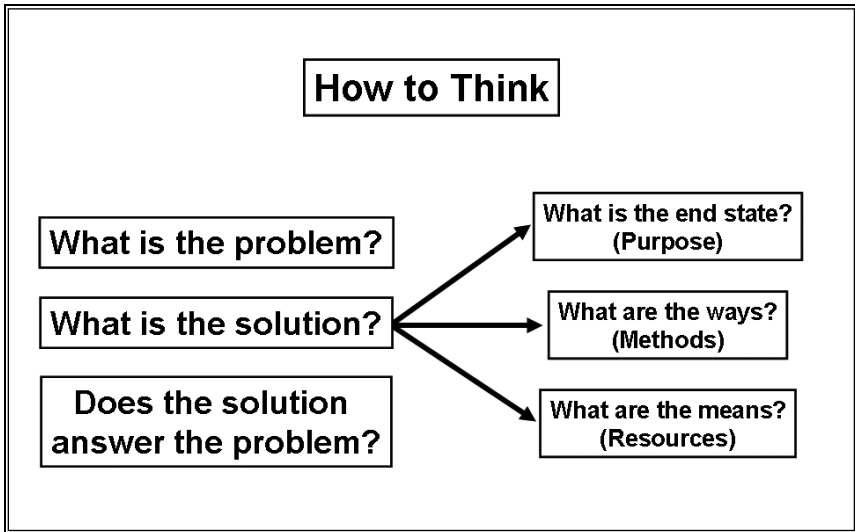 How to Think
What is the problem?
What is the solution?
Does the solution
answer the problem?
What is the end state?
(Purpose)
What are the ways?
(Methods)
What are the means?
(Resources)